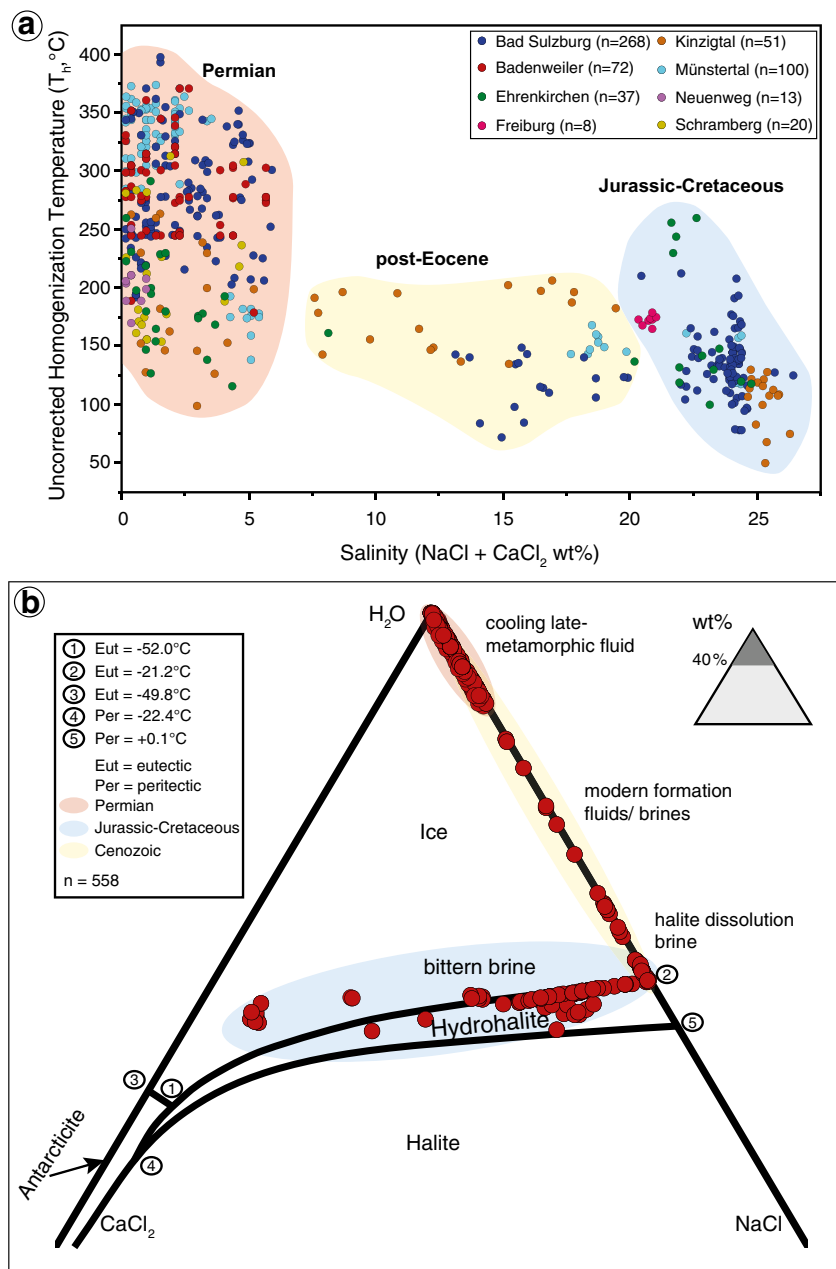 a
Uncorrected Homogenization Temperature (Th,°C)
400
350
300
250
200
150
100
50
Permian
post-Eocene
Jurassic-Cretaceous
Bad Sulzburg (n=268)
Badenweiler (n=72)
Ehrenkirchen (n=37)
Freiburg (n=8)
Kinzigtal (n=51)
Münstertal (n=100)
Neuenweg (n=13)
Schramberg (n=20)
0 5 10 15 20 25
Salinity (NaCl + CaCl2 wt%)
b
1 Eut = -52.0°C
2 Eut = -21.2°C
3 Eut = -49.8°C
4 Per = -22.4°C
5 Per = +0.1°C
Eut = eutectic
Per = peritectic
Permian
Jurassic-Cretaceous
Cenozoic
n = 558
H2O
cooling late-
metamorphic fluid
wt%
40%
modern formation
fluids/ brines
Ice
halite dissolution
brine
bittern brine
2
Hydrohalite
5
3
1
Halite
4
Antarcticite
CaCl2
NaCl